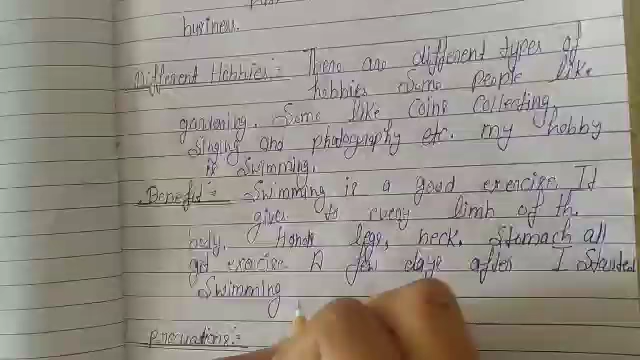 business.
Different Hobbies:- There are different types of
hobbies Some people like
gardening. Some like coins collecting,
singing and photography etc. my hobby
is swimming.
Benefit:- Swimming is a good exercise. It
gives to every limb of th
body. Hands legs, neck. Stomach all
get exercise A few days after I started
Swimming
Precautions:-